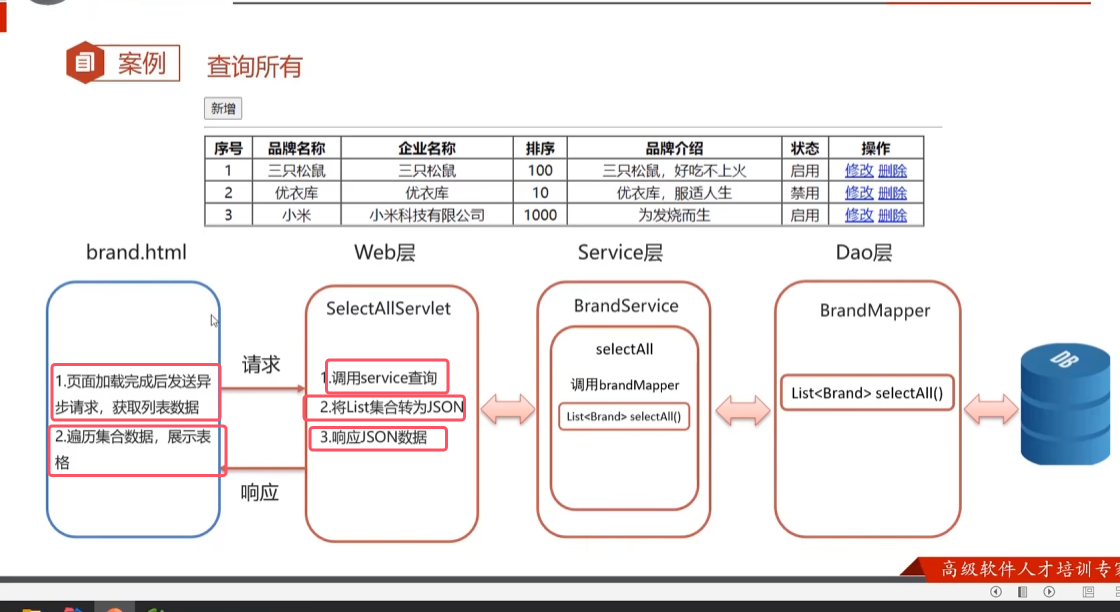 案例
查询所有
新增
序号 品牌名称 企业名称 排序 品牌介绍 状态 操作
1 三只松鼠 三只松鼠 100 三只松鼠，好吃不上火 启用 修改 删除
2 优衣库 优衣库 10 优衣库，服适人生 禁用 修改 删除
3 小米 小米科技有限公司 1000 为发烧而生 启用 修改 删除
brand.html
1.页面加载完成后发送异
步请求，获取列表数据
2.遍历集合数据，展示表
格
请求
响应
Web层
SelectAllServlet
1.调用service查询
2.将List集合转为JSON
3.响应JSON数据
Service层
BrandService
selectAll
调用brandMapper
List<Brand> selectAll()
Dao层
BrandMapper
List<Brand> selectAll()
DB
高级软件人才培训专